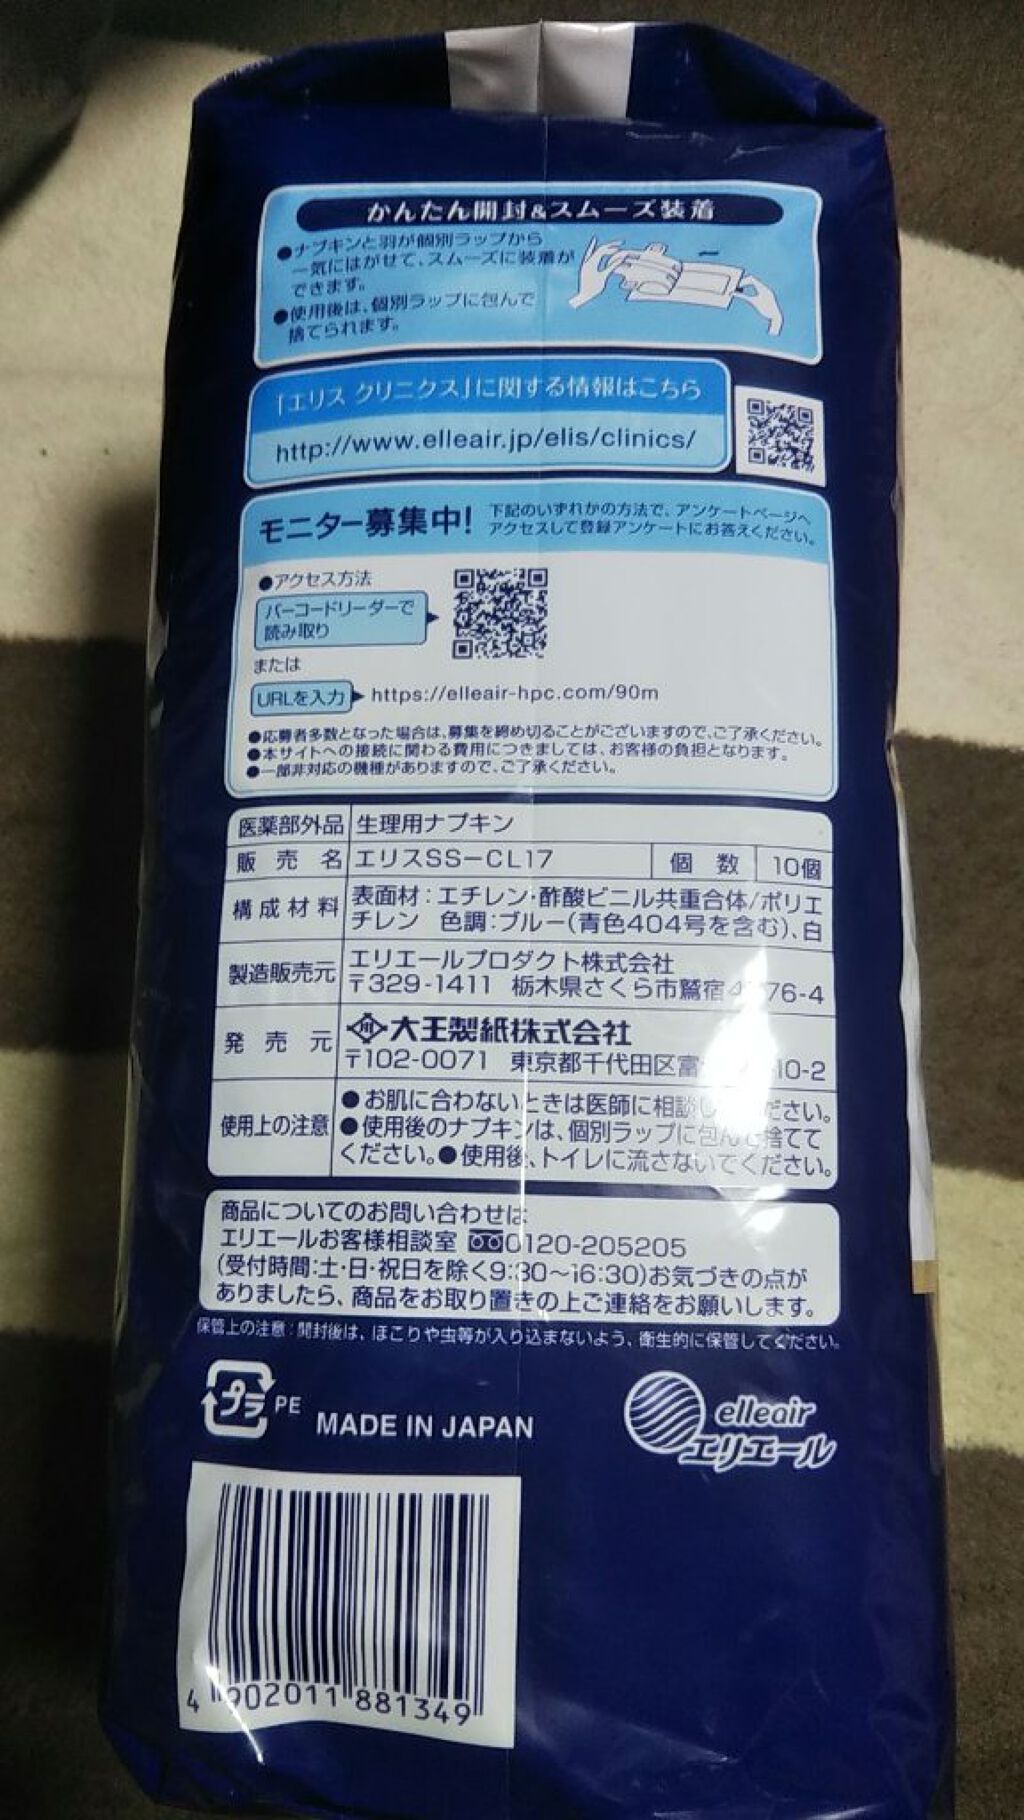 かんたん開封&スムーズ装着
●ナプキンと羽が個別ラップから
一気にはがせて、スムーズに装着が
できます。
●使用後は、個別ラップに包んで
捨てられます。
「エリス クリニクス」に関する情報はこちら
http://www.elleair.jp/elis/clinics/
モニター募集中!
下記のいずれかの方法で、アンケートページへ
アクセスして登録アンケートにお答えください。
●アクセス方法
バーコードリーダーで
読み取り
または
URLを入力
https://elleair-hpc.com/90m
●応募者多数となった場合は、募集を締め切ることがございますので、ご了承ください。
●本サイトへの接続に関わる費用につきましては、お客様の負担となります。
●一部非対応の機種がありますので、ご了承ください。
医薬部外品 生理用ナプキン
販売名 エリスSS-CL17 個数 10個
構成材料 表面材:エチレン・酢酸ビニル共重合体/ポリエ
チレン 色調:ブルー(青色404号を含む)、白
製造販売元 エリエールプロダクト株式会社
〒329-1411 栃木県さくら市鷲宿4 76-4
発売元 大王製紙株式会社
〒102-0071 東京都千代田区富 10-2
使用上の注意 ●お肌に合わないときは医師に相談し ださい。
●使用後のナプキンは、個別ラップに包んで捨てて
ください。●使用後、トイレに流さないでください。
商品についてのお問い合わせは
エリエールお客様相談室 0120-205205
(受付時間:土・日・祝日を除く9:30～16:30)お気づきの点が
ありましたら、商品をお取り置きの上ご連絡をお願いします。
保管上の注意:開封後は、ほこりや虫等が入り込まないよう、衛生的に保管してください。
プラ PE
MADE IN JAPAN
elleair
エリエール
4 902011 881349